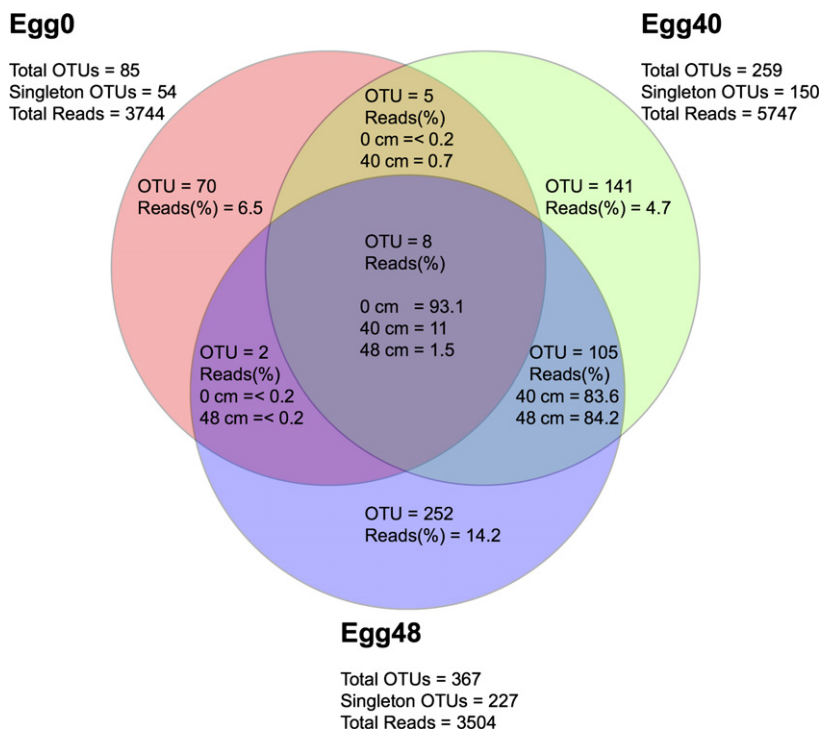 Egg0
Total OTUs = 85
Singleton OTUs = 54
Total Reads = 3744
Egg40
Total OTUs = 259
Singleton OTUs = 150
Total Reads = 5747
OTU = 5
Reads(%)
0 cm =< 0.2
40 cm = 0.7
OTU = 70
Reads(%) = 6.5
OTU = 141
Reads(%) = 4.7
OTU = 8
Reads(%)
0 cm = 93.1
40 cm = 11
48 cm = 1.5
OTU = 2
Reads(%)
0 cm =< 0.2
48 cm =< 0.2
OTU = 105
Reads(%)
40 cm = 83.6
48 cm = 84.2
OTU = 252
Reads(%) = 14.2
Egg48
Total OTUs = 367
Singleton OTUs = 227
Total Reads = 3504